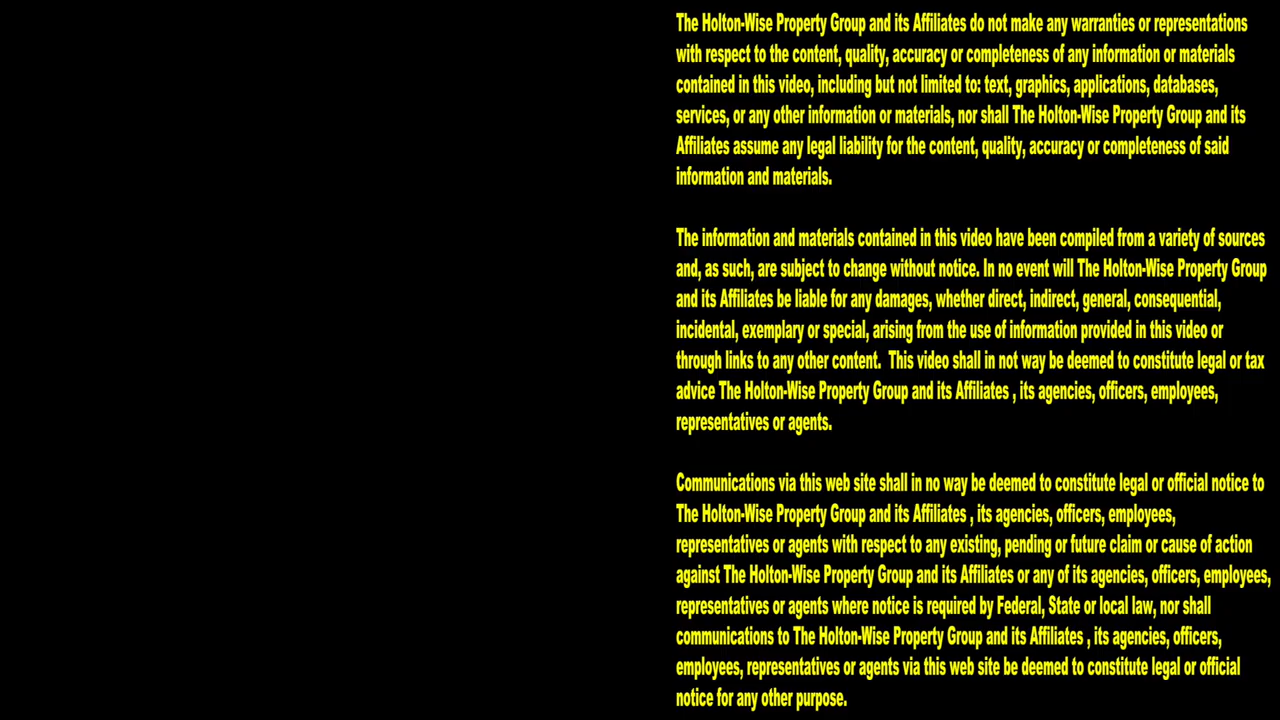 The Holton-Wise Property Group and its Affiliates do not make any warranties or representations
with respect to the content, quality, accuracy or completeness of any information or materials
contained in this video, including but not limited to: text, graphics, applications, databases,
services, or any other information or materials, nor shall The Holton-Wise Property Group and its
Affiliates assume any legal liability for the content, quality, accuracy or completeness of said
information and materials.
The information and materials contained in this video have been compiled from a variety of sources
and, as such, are subject to change without notice. In no event will The Holton-Wise Property Group
and its Affiliates be liable for any damages, whether direct, indirect, general, consequential,
incidental, exemplary or special, arising from the use of information provided in this video or
through links to any other content.  This video shall in not way be deemed to constitute legal or tax
advice The Holton-Wise Property Group and its Affiliates , its agencies, officers, employees,
representatives or agents.
Communications via this web site shall in no way be deemed to constitute legal or official notice to
The Holton-Wise Property Group and its Affiliates , its agencies, officers, employees,
representatives or agents with respect to any existing, pending or future claim or cause of action
against The Holton-Wise Property Group and its Affiliates or any of its agencies, officers, employees,
representatives or agents where notice is required by Federal, State or local law, nor shall
communications to The Holton-Wise Property Group and its Affiliates , its agencies, officers,
employees, representatives or agents via this web site be deemed to constitute legal or official
notice for any other purpose.